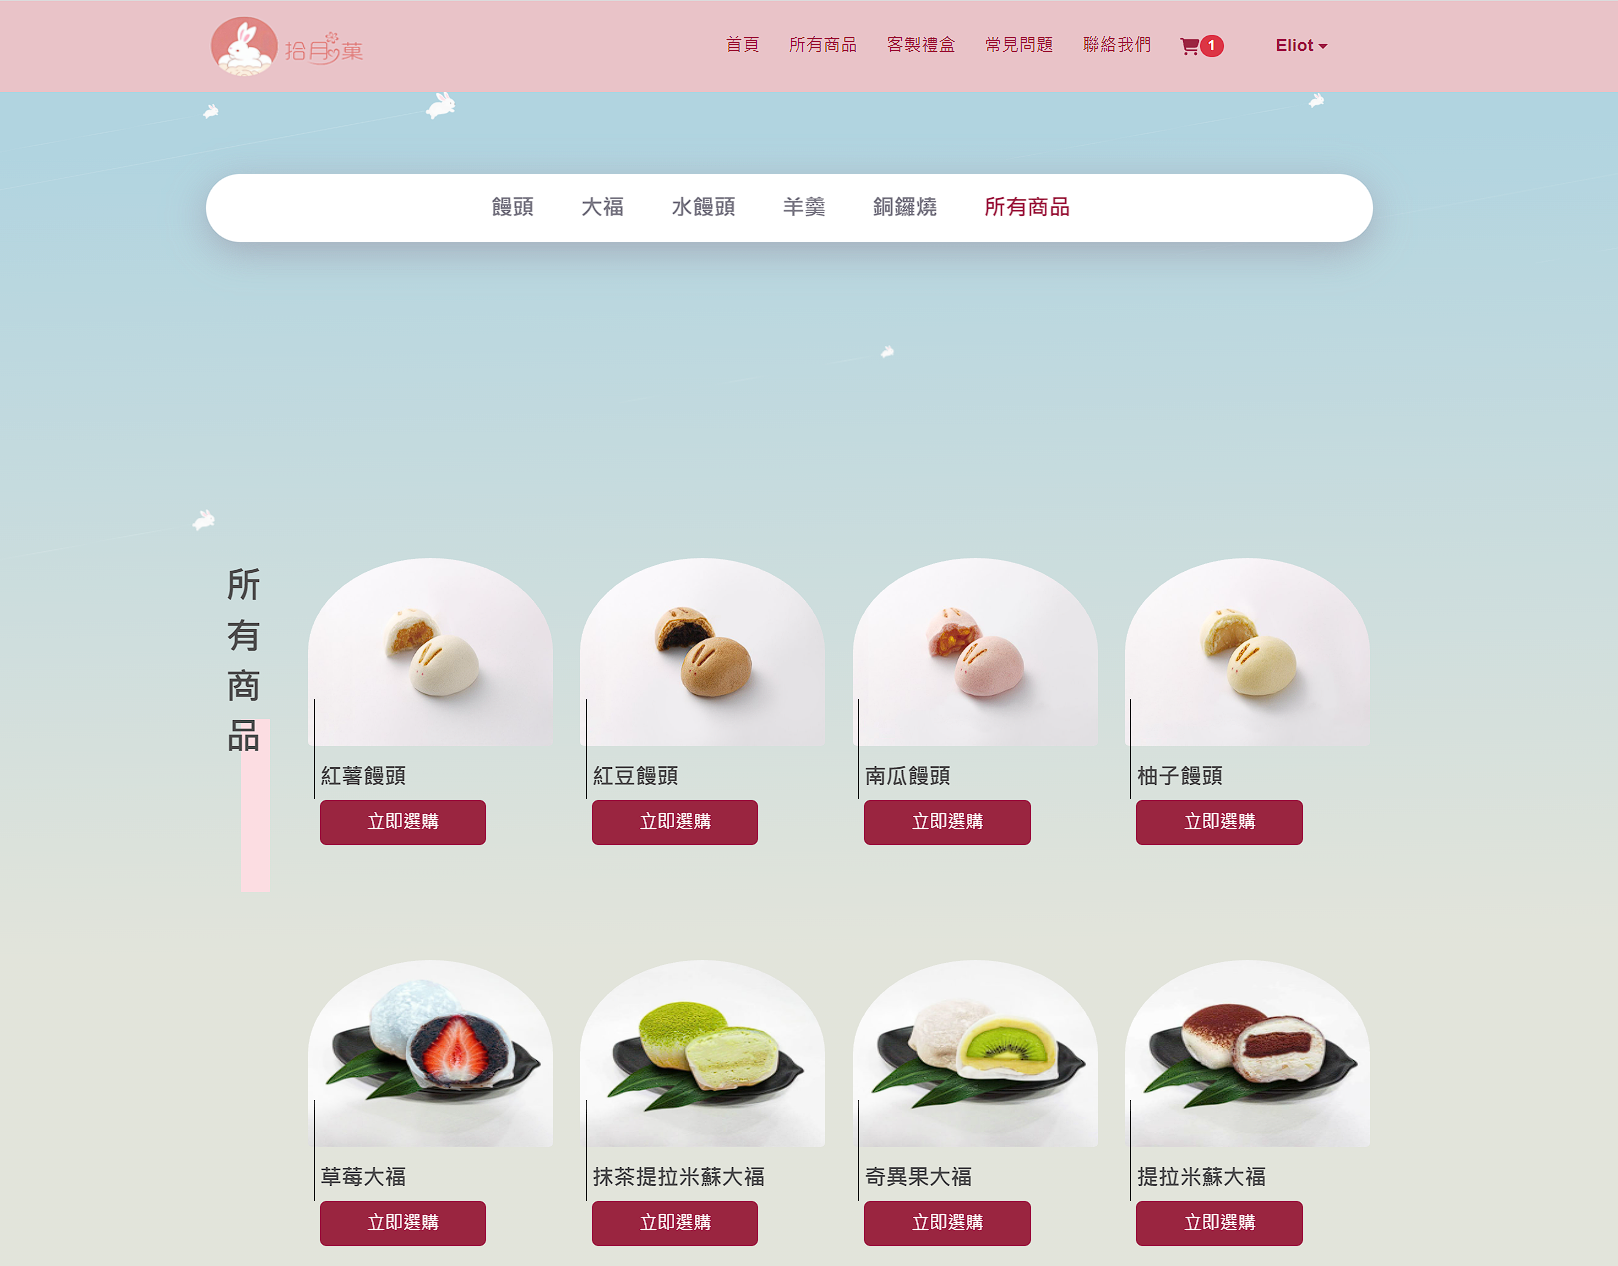 拾月菓
首頁 所有商品 客製禮盒 常見問題 聯絡我們 1 Eliot
饅頭 大福 水饅頭 羊羹 銅鑼燒 所有商品
所有商品
紅薯饅頭 紅豆饅頭 南瓜饅頭 柚子饅頭
立即選購 立即選購 立即選購 立即選購
草莓大福 抹茶提拉米蘇大福 奇異果大福 提拉米蘇大福
立即選購 立即選購 立即選購 立即選購